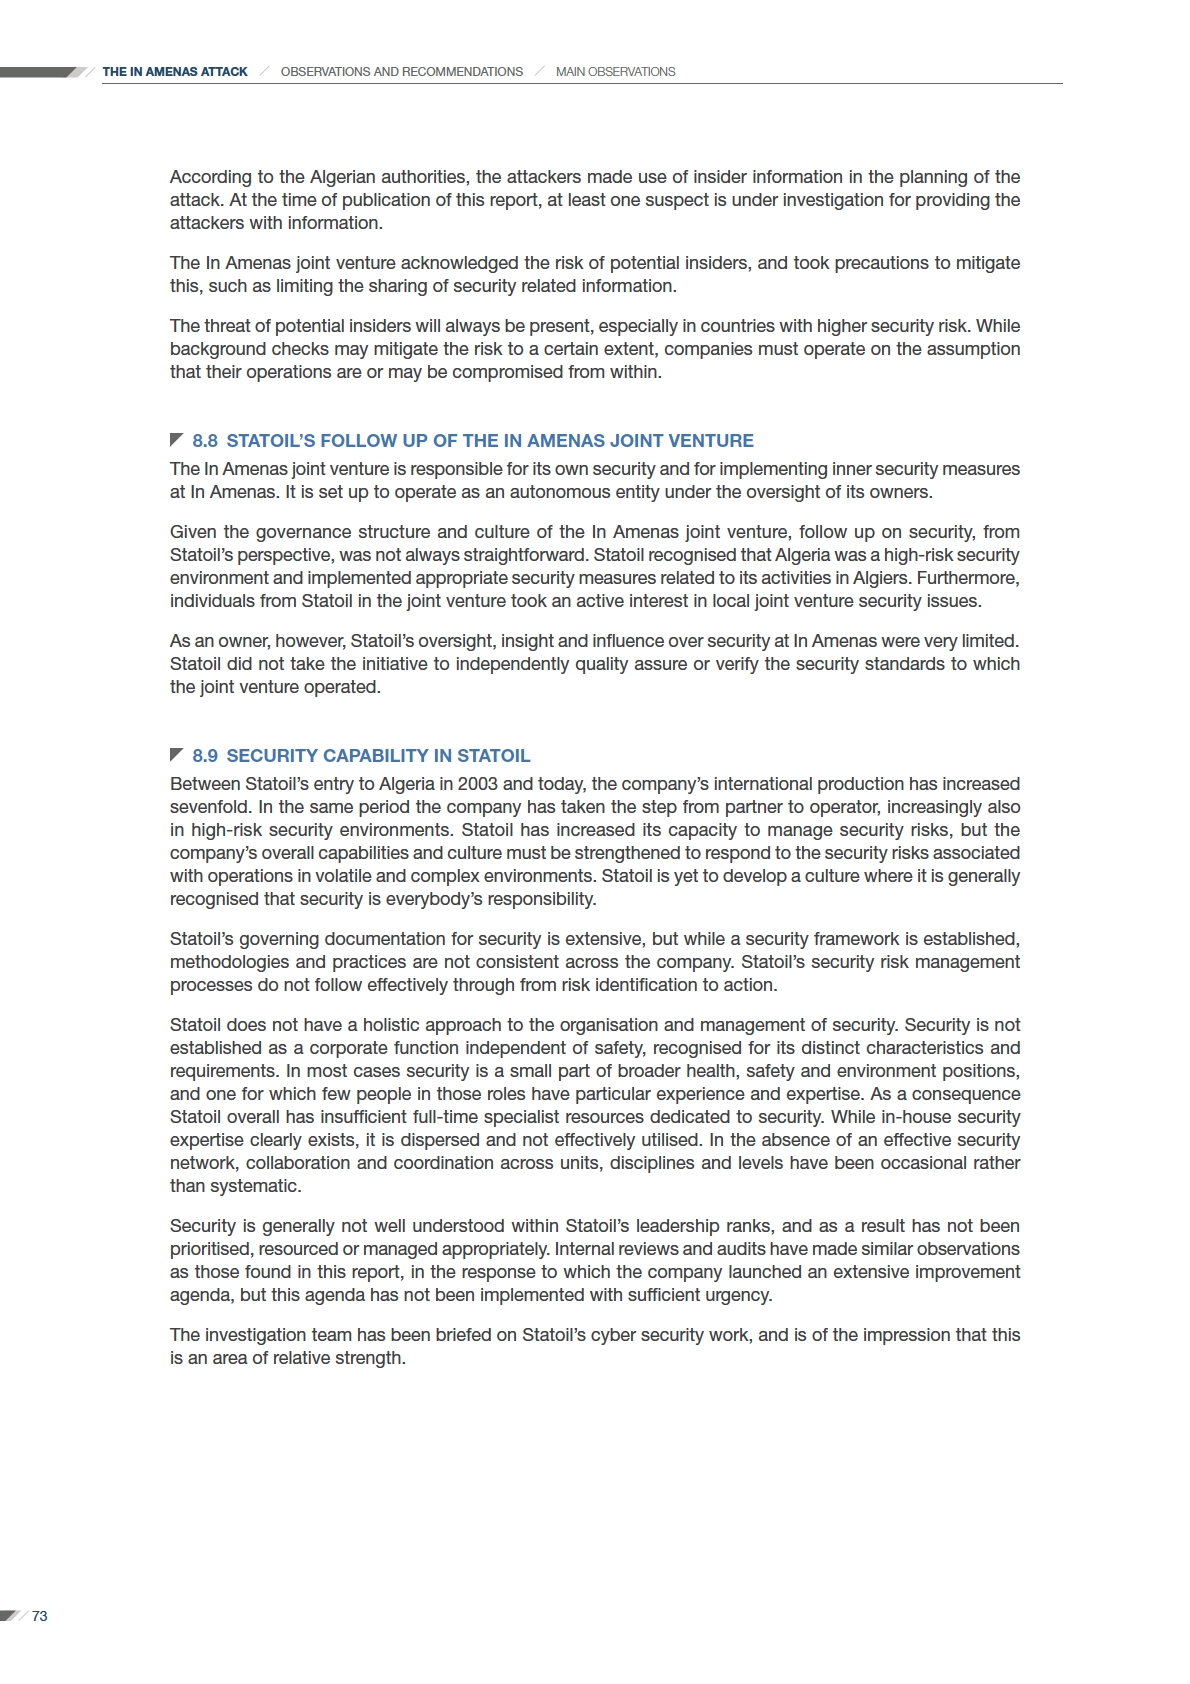 THE IN AMENAS ATTACK / OBSERVATIONS AND RECOMMENDATIONS / MAIN OBSERVATIONS
According to the Algerian authorities, the attackers made use of insider information in the planning of the
attack. At the time of publication of this report, at least one suspect is under investigation for providing the
attackers with information.
The In Amenas joint venture acknowledged the risk of potential insiders, and took precautions to mitigate
this, such as limiting the sharing of security related information.
The threat of potential insiders will always be present, especially in countries with higher security risk. While
background checks may mitigate the risk to a certain extent, companies must operate on the assumption
that their operations are or may be compromised from within.
8.8 STATOIL’S FOLLOW UP OF THE IN AMENAS JOINT VENTURE
The In Amenas joint venture is responsible for its own security and for implementing inner security measures
at In Amenas. It is set up to operate as an autonomous entity under the oversight of its owners.
Given the governance structure and culture of the In Amenas joint venture, follow up on security, from
Statoil’s perspective, was not always straightforward. Statoil recognised that Algeria was a high-risk security
environment and implemented appropriate security measures related to its activities in Algiers. Furthermore,
individuals from Statoil in the joint venture took an active interest in local joint venture security issues.
As an owner, however, Statoil’s oversight, insight and influence over security at In Amenas were very limited.
Statoil did not take the initiative to independently quality assure or verify the security standards to which
the joint venture operated.
8.9 SECURITY CAPABILITY IN STATOIL
Between Statoil’s entry to Algeria in 2003 and today, the company’s international production has increased
sevenfold. In the same period the company has taken the step from partner to operator, increasingly also
in high-risk security environments. Statoil has increased its capacity to manage security risks, but the
company’s overall capabilities and culture must be strengthened to respond to the security risks associated
with operations in volatile and complex environments. Statoil is yet to develop a culture where it is generally
recognised that security is everybody’s responsibility.
Statoil’s governing documentation for security is extensive, but while a security framework is established,
methodologies and practices are not consistent across the company. Statoil’s security risk management
processes do not follow effectively through from risk identification to action.
Statoil does not have a holistic approach to the organisation and management of security. Security is not
established as a corporate function independent of safety, recognised for its distinct characteristics and
requirements. In most cases security is a small part of broader health, safety and environment positions,
and one for which few people in those roles have particular experience and expertise. As a consequence
Statoil overall has insufficient full-time specialist resources dedicated to security. While in-house security
expertise clearly exists, it is dispersed and not effectively utilised. In the absence of an effective security
network, collaboration and coordination across units, disciplines and levels have been occasional rather
than systematic.
Security is generally not well understood within Statoil’s leadership ranks, and as a result has not been
prioritised, resourced or managed appropriately. Internal reviews and audits have made similar observations
as those found in this report, in the response to which the company launched an extensive improvement
agenda, but this agenda has not been implemented with sufficient urgency.
The investigation team has been briefed on Statoil’s cyber security work, and is of the impression that this
is an area of relative strength.
73